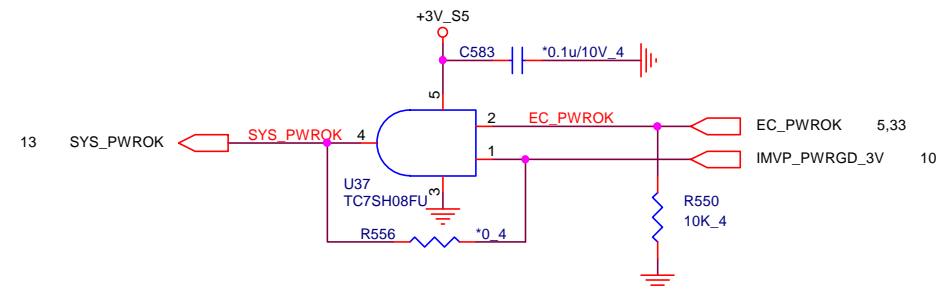 +3V_S5
C583 *0.1u/10V_4
5
13 SYS_PWROK SYS_PWROK 4
2 EC_PWROK EC_PWROK 5,33
1 IMVP_PWRGD_3V 10
U37
TC7SH08FU
3
R550
10K_4
R556 *0_4